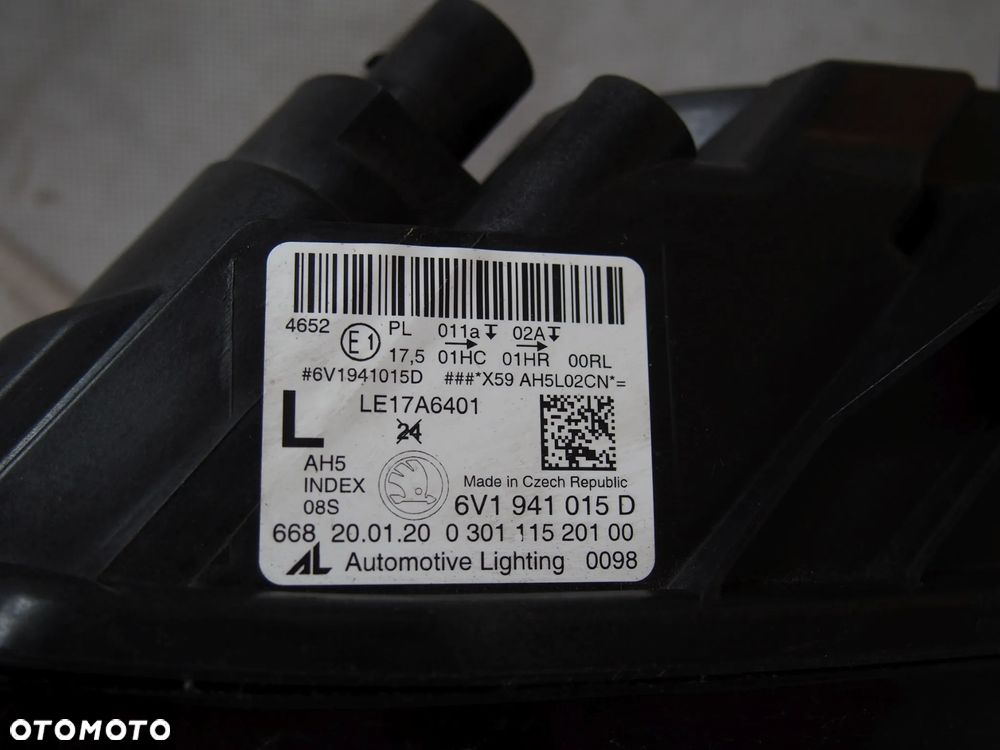 4652 E1 PL 011a 02A
17,5 01HC 01HR 00RL
#6V1941015D ###*X59 AH5L02CN*=
L LE17A6401
24
AH5
INDEX
08S
Made in Czech Republic
6V1 941 015 D
668 20.01.20 0 301 115 201 00
AL Automotive Lighting 0098
OTOMOTO